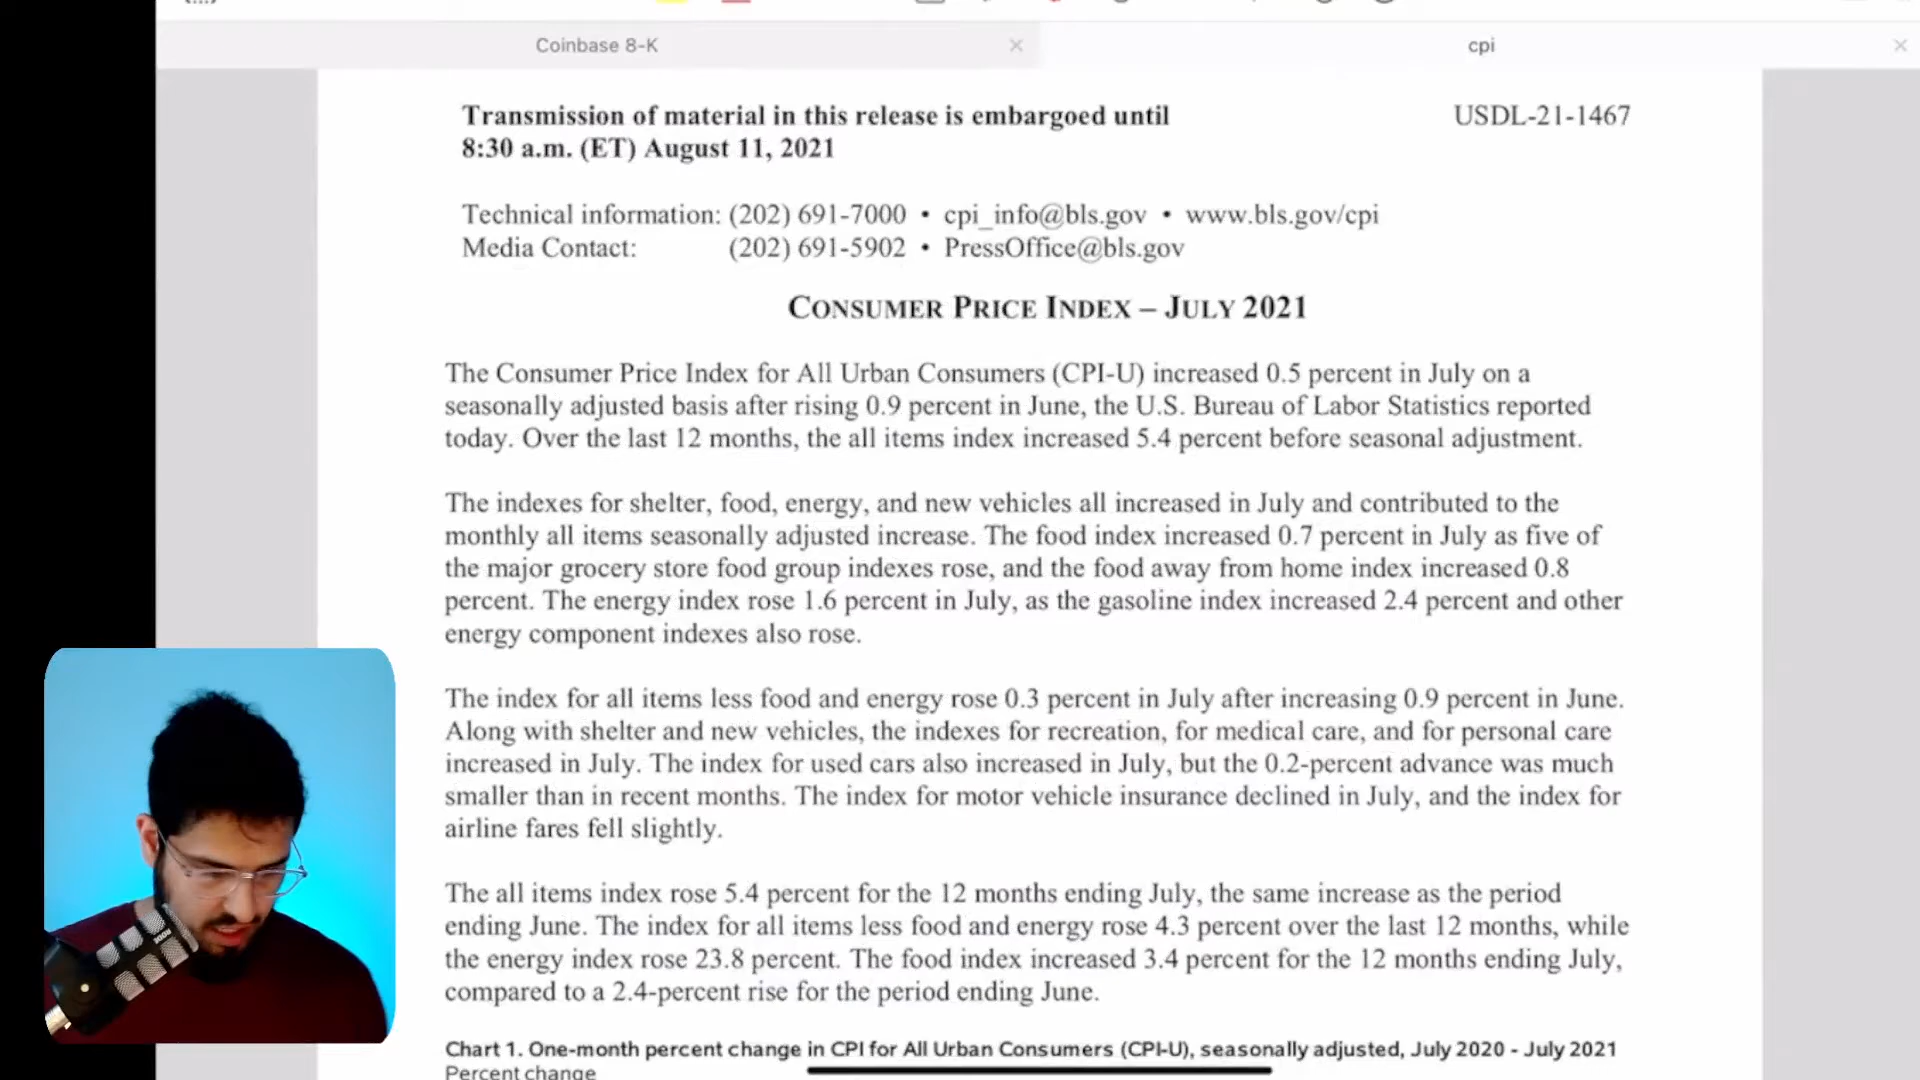 Coinbase 8-K
cpi
Transmission of material in this release is embargoed until
USDL-21-1467
8:30 a.m. (ET) August 11, 2021
Technical information: (202) 691-7000 • cpi_info@bls.gov • www.bls.gov/cpi
Media Contact: (202) 691-5902 • PressOffice@bls.gov
CONSUMER PRICE INDEX – JULY 2021
The Consumer Price Index for All Urban Consumers (CPI-U) increased 0.5 percent in July on a
seasonally adjusted basis after rising 0.9 percent in June, the U.S. Bureau of Labor Statistics reported
today. Over the last 12 months, the all items index increased 5.4 percent before seasonal adjustment.
The indexes for shelter, food, energy, and new vehicles all increased in July and contributed to the
monthly all items seasonally adjusted increase. The food index increased 0.7 percent in July as five of
the major grocery store food group indexes rose, and the food away from home index increased 0.8
percent. The energy index rose 1.6 percent in July, as the gasoline index increased 2.4 percent and other
energy component indexes also rose.
The index for all items less food and energy rose 0.3 percent in July after increasing 0.9 percent in June.
Along with shelter and new vehicles, the indexes for recreation, for medical care, and for personal care
increased in July. The index for used cars also increased in July, but the 0.2-percent advance was much
smaller than in recent months. The index for motor vehicle insurance declined in July, and the index for
airline fares fell slightly.
The all items index rose 5.4 percent for the 12 months ending July, the same increase as the period
ending June. The index for all items less food and energy rose 4.3 percent over the last 12 months, while
the energy index rose 23.8 percent. The food index increased 3.4 percent for the 12 months ending July,
compared to a 2.4-percent rise for the period ending June.
Chart 1. One-month percent change in CPI for All Urban Consumers (CPI-U), seasonally adjusted, July 2020 - July 2021
Percent change
RODE